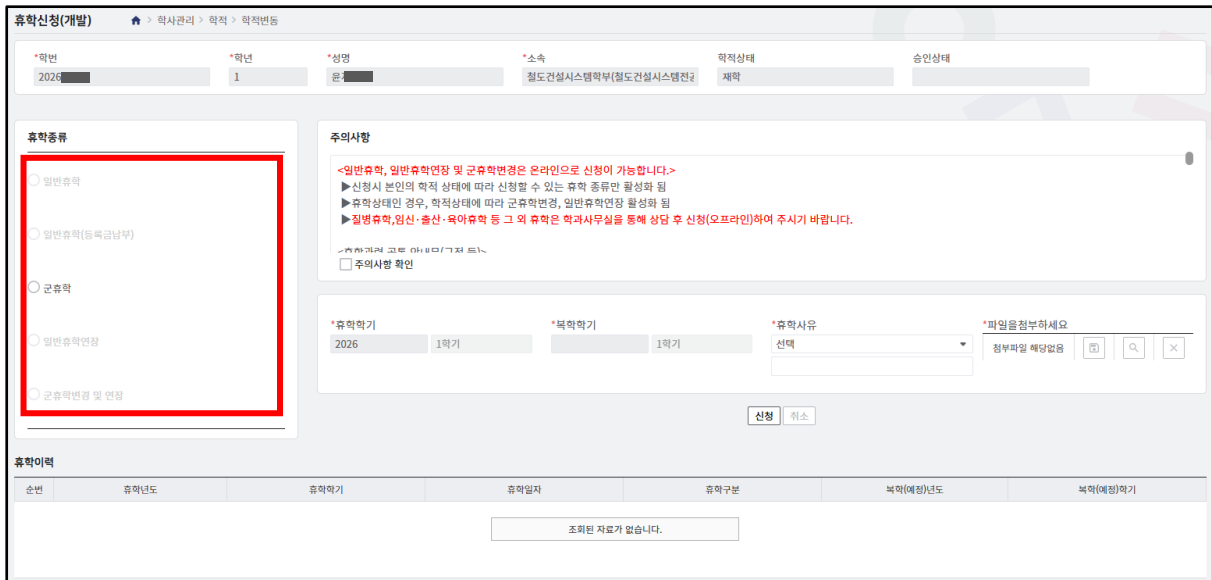 휴학신청(개발) > 학사관리 > 학적 > 학적변동
*학번 *학년 *성명 *소속 학적상태 승인상태
2026 1 윤 철도건설시스템학부(철도건설시스템전공 재학
휴학종류
일반휴학
일반휴학(등록금납부)
군휴학
일반휴학연장
군휴학변경 및 연장
주의사항
<일반휴학, 일반휴학연장 및 군휴학변경은 온라인으로 신청이 가능합니다.>
▶신청시 본인의 학적 상태에 따라 신청할 수 있는 휴학 종류만 활성화 됨
▶휴학상태인 경우, 학적상태에 따라 군휴학변경, 일반휴학연장 활성화 됨
▶질병휴학,임신·출산·육아휴학 등 그 외 휴학은 학과사무실을 통해 상담 후 신청(오프라인)하여 주시기 바랍니다.
<휴학관련 공통 안내문(규정 등)>
주의사항 확인
*휴학학기 *복학학기 *휴학사유 *파일을첨부하세요
2026 1학기 1학기 선택 첨부파일 해당없음
신청 취소
휴학이력
순번 휴학년도 휴학학기 휴학일자 휴학구분 복학(예정)년도 복학(예정)학기
조회된 자료가 없습니다.